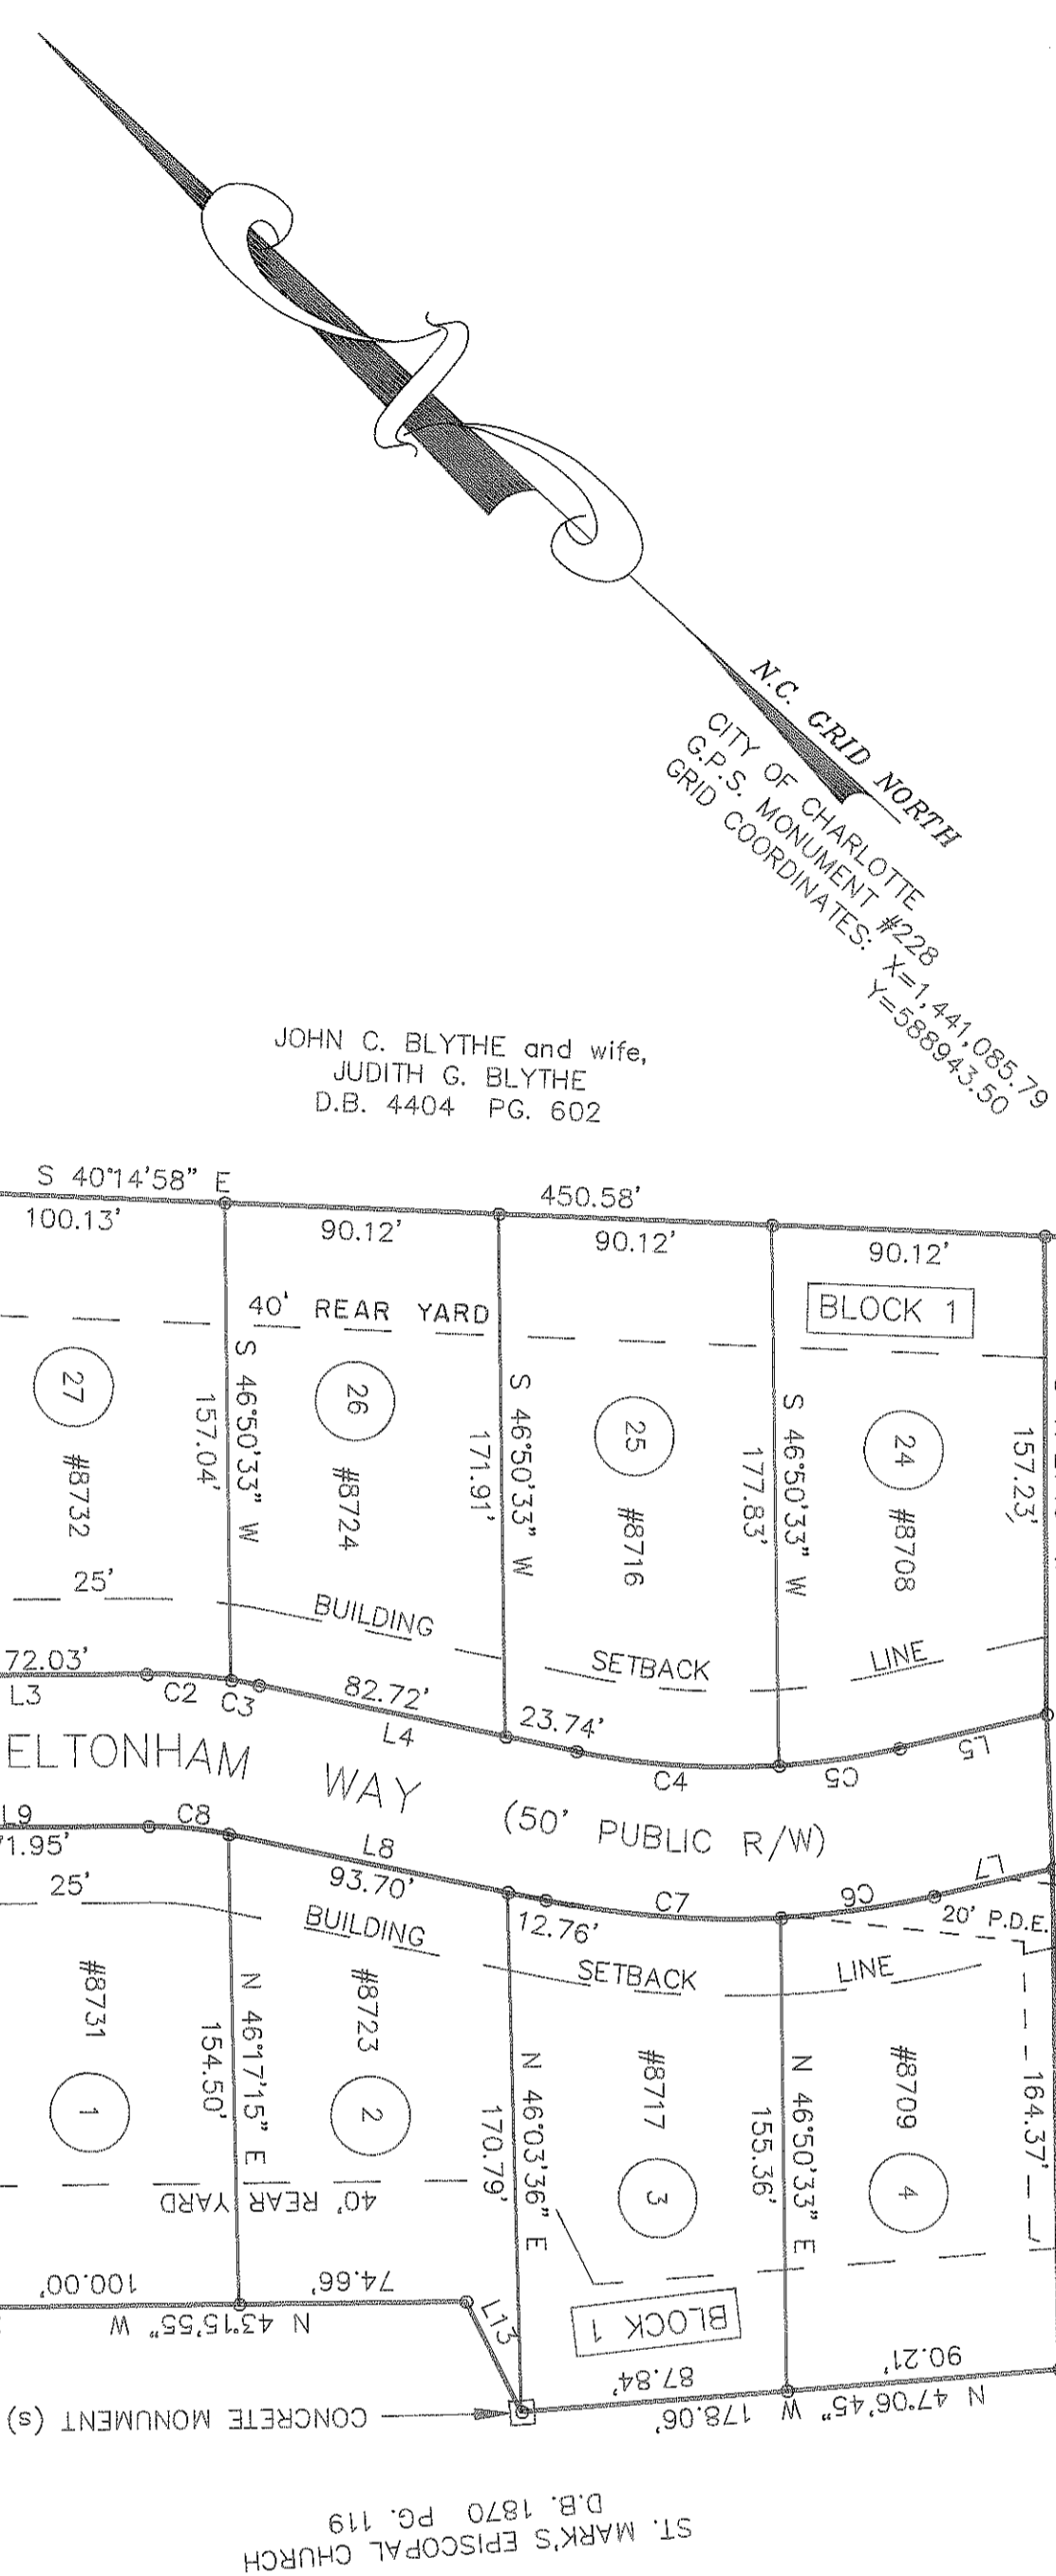 N.C. GRID NORTH
CITY OF CHARLOTTE
G.P.S. MONUMENT #228
GRID COORDINATES: X=1,441,085.79
Y=588943.50
JOHN C. BLYTHE and wife,
JUDITH G. BLYTHE
D.B. 4404 PG. 602
S 40°14'58" E
450.58'
100.13'
90.12'
90.12'
90.12'
BLOCK 1
40' REAR YARD
27
#8732
157.04'
S 46°50'33" W
26
#8724
171.91'
S 46°50'33" W
25
#8716
177.83'
S 46°50'33" W
24
#8708
157.23'
25'
BUILDING
SETBACK
LINE
72.03'
L3
C2
C3
82.72'
L4
23.74'
C4
C5
L5
ELTONHAM WAY (50' PUBLIC R/W)
L9
71.95'
C8
L8
93.70'
12.76'
C7
C6
L7
20' P.D.E.
25'
BUILDING
SETBACK
LINE
#8731
1
154.50'
N 46°17'15" E
#8723
2
170.79'
N 46°03'36" E
#8717
3
155.36'
N 46°50'33" E
#8709
4
164.37'
40' REAR YARD
100.00'
74.66'
N 43°15'55" W
L13
BLOCK 1
87.84'
90.21'
N 47°06'45" W 178.06'
CONCRETE MONUMENT (s)
ST. MARK'S EPISCOPAL CHURCH
D.B. 1870 PG. 119